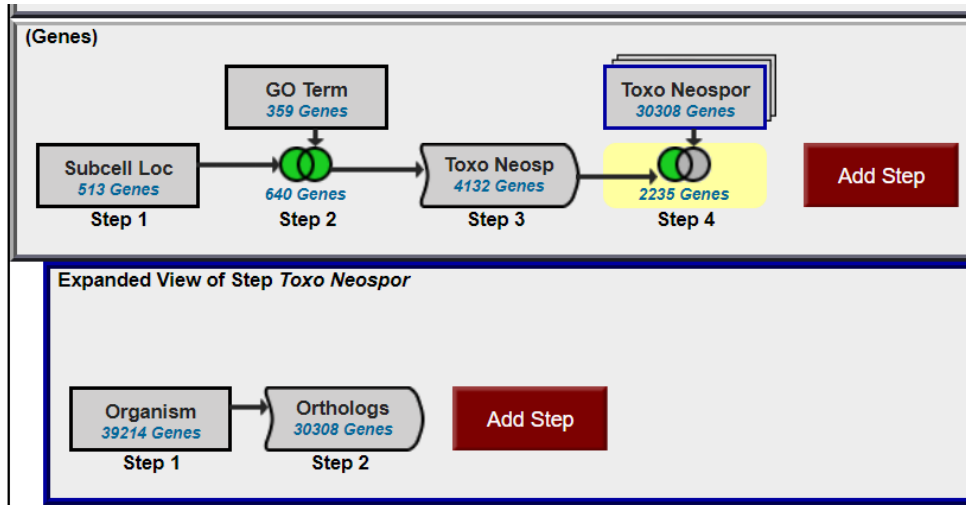 (Genes)
GO Term
359 Genes
Toxo Neospor
30308 Genes
Subcell Loc
513 Genes
640 Genes
Toxo Neosp
4132 Genes
2235 Genes
Add Step
Step 1
Step 2
Step 3
Step 4
Expanded View of Step Toxo Neospor
Organism
39214 Genes
Orthologs
30308 Genes
Add Step
Step 1
Step 2